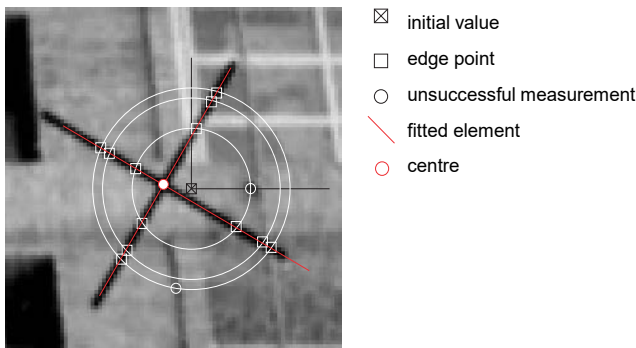 initial value
edge point
unsuccessful measurement
fitted element
centre